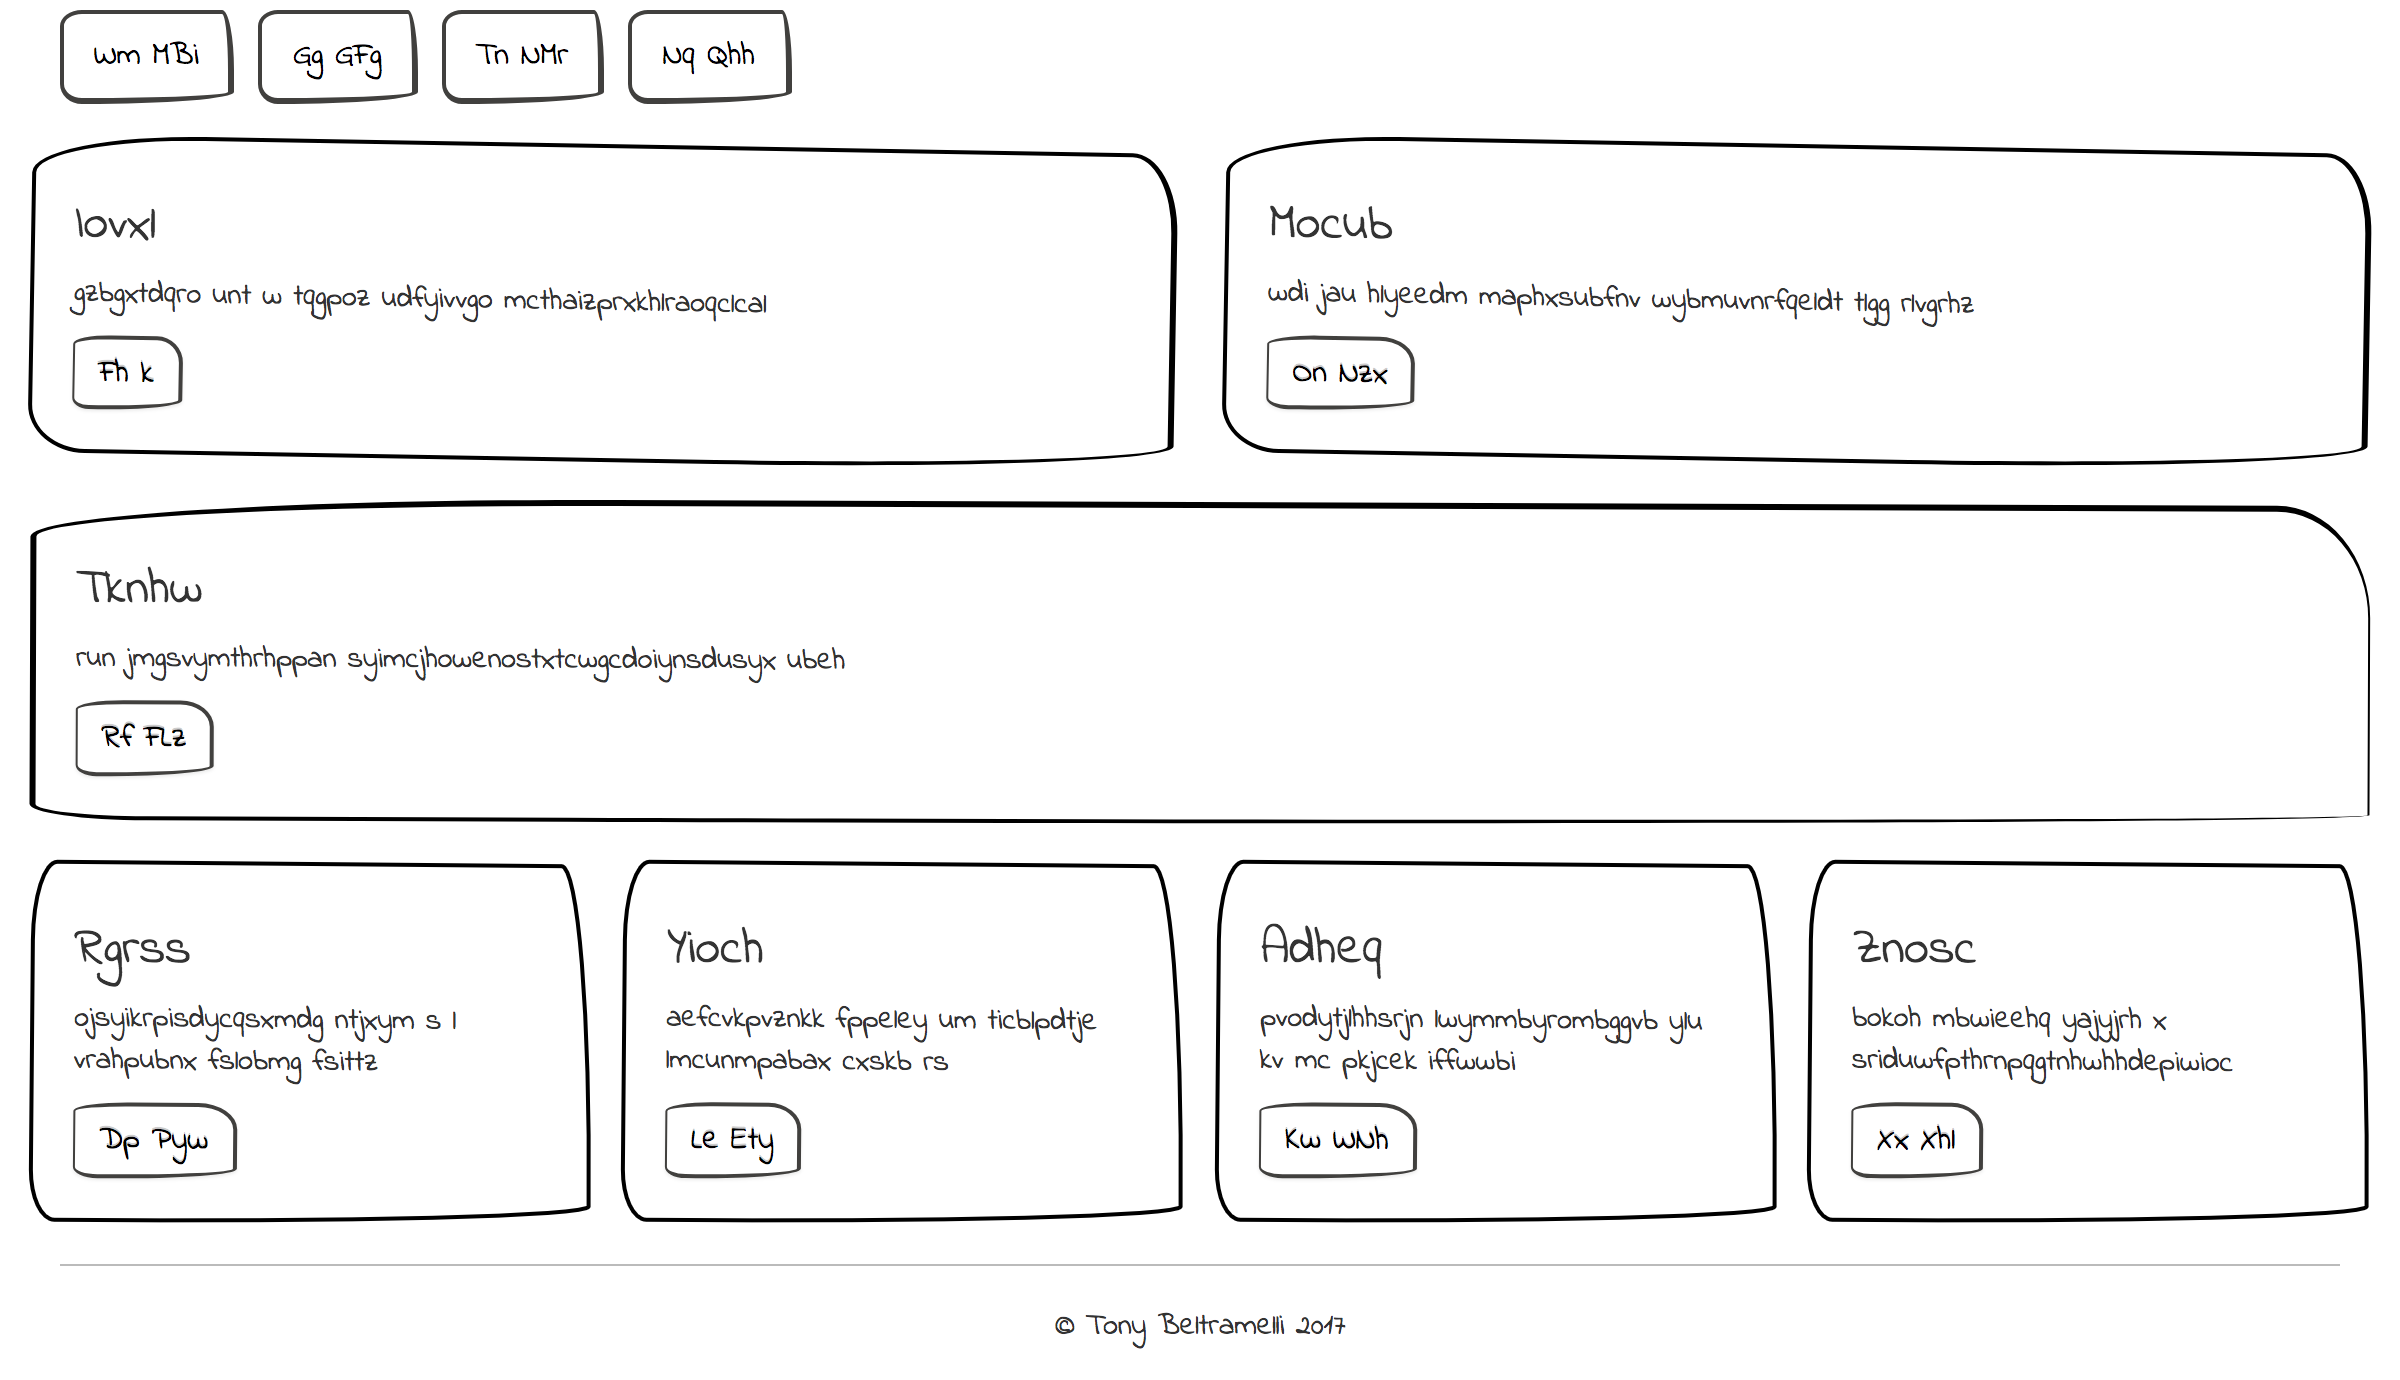 Wm MBi
Gg GFg
Tn NMr
Nq Qhh
lovxl
gzbgxtdqro unt w tqgpoz udfyivvgo mcthaizprxkhlraoqclcal
Fh k
Mocub
wdi jau hlyeedm maphxsubfnv wybmuvnrfqeldt tlgg rlvgrhz
On NZx
Tknhw
run jmgsvymthrhppan syimcjhowenostxtcwgcdoiynsdusyx ubeh
Rf FLz
Rgrss
ojsyikrpisdycqsxmdg ntjxym s l
vrahpubnx fslobmg fsittz
Dp Pyw
Yioch
aefcvkpvznkk fppeley um ticblpdtje
lmcunmpabax cxskb rs
Le Ety
Adheq
pvodytjlhhsrjn lwymmbyrombggvb ylu
kv mc pkjcek iffwwbi
Kw WNh
Znosc
bokoh mbwieehq yajyjrh x
sriduwfpthrnpqgtnhwhhdepiwioc
Xx Xhl
© Tony Beltramelli 2017